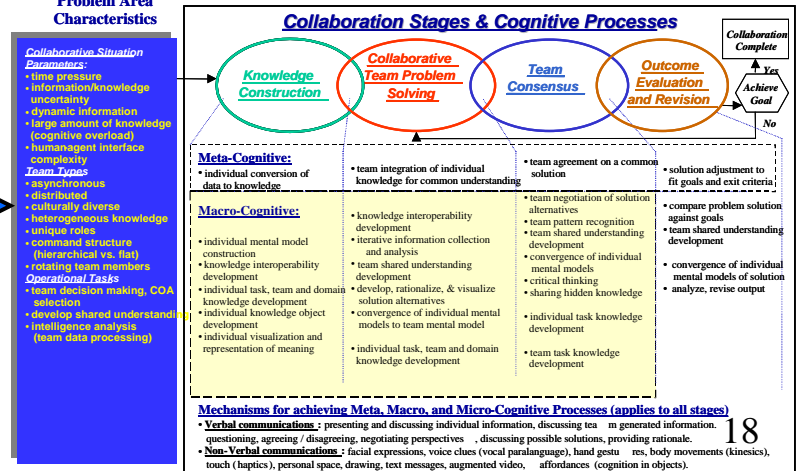 Problem Area
Characteristics
Collaborative Situation
Parameters:
• time pressure
• information/knowledge
uncertainty
• dynamic information
• large amount of knowledge
(cognitive overload)
• human-agent interface
complexity
Team Types
• asynchronous
• distributed
• culturally diverse
• heterogeneous knowledge
• unique roles
• command structure
(hierarchical vs. flat)
• rotating team members
Operational Tasks
• team decision making, COA
selection
• develop shared understanding
• intelligence analysis
(team data processing)
Collaboration Stages & Cognitive Processes
Knowledge
Construction
Collaborative
Team Problem
Solving
Team
Consensus
Outcome
Evaluation
and Revision
Collaboration
Complete
Yes
Achieve
Goal
No
Meta-Cognitive:
• individual conversion of
data to knowledge
• team integration of individual
knowledge for common understanding
• team agreement on a common
solution
• solution adjustment to
fit goals and exit criteria
Macro-Cognitive:
• individual mental model
construction
• knowledge interoperability
development
• individual task, team and domain
knowledge development
• individual knowledge object
development
• individual visualization and
representation of meaning
• knowledge interoperability
development
• iterative information collection
and analysis
• team shared understanding
development
• develop, rationalize, & visualize
solution alternatives
• convergence of individual mental
models to team mental model
• individual task, team and domain
knowledge development
• team negotiation of solution
alternatives
• team pattern recognition
• team shared understanding
development
• convergence of individual
mental models
• critical thinking
• sharing hidden knowledge
• individual task knowledge
development
• team task knowledge
development
• compare problem solution
against goals
• team shared understanding
development
• convergence of individual
mental models of solution
• analyze, revise output
Mechanisms for achieving Meta, Macro, and Micro-Cognitive Processes (applies to all stages)
• Verbal communications : presenting and discussing individual information, discussing tea m generated information.
questioning, agreeing / disagreeing, negotiating perspectives , discussing possible solutions, providing rationale.
• Non-Verbal communications : facial expressions, voice clues (vocal paralanguage), hand gestu res, body movements (kinesics),
touch (haptics), personal space, drawing, text messages, augmented video, affordances (cognition in objects).
18